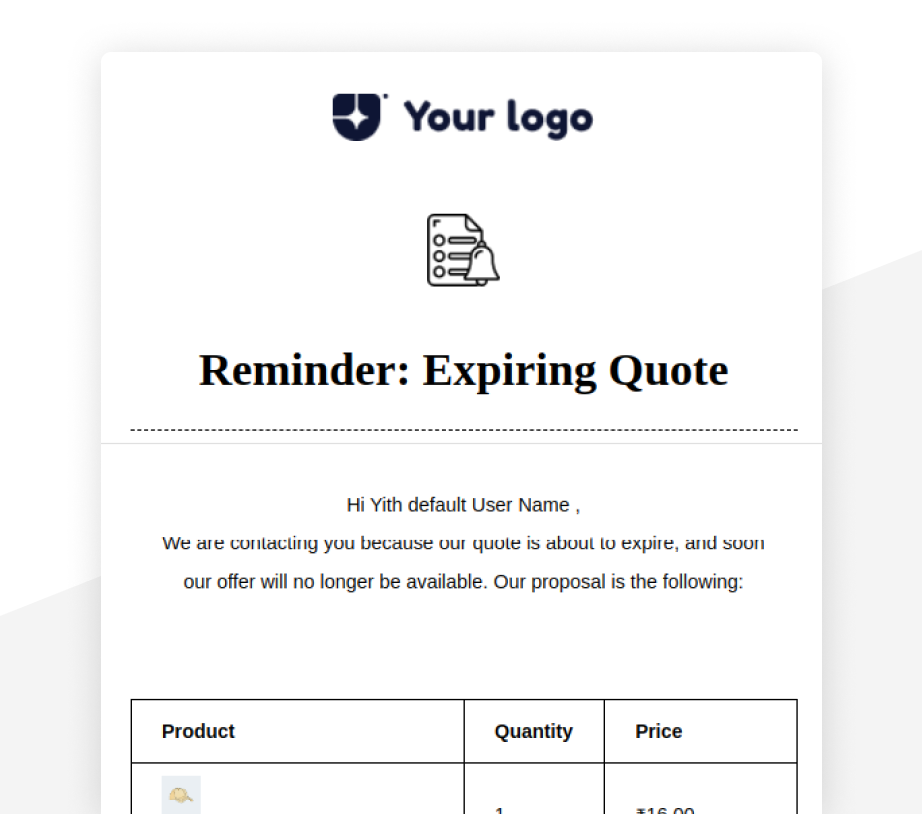 Your logo
Reminder: Expiring Quote
Hi Yith default User Name ,
We are contacting you because our quote is about to expire, and soon
our offer will no longer be available. Our proposal is the following:
Product Quantity Price
1 ₹16.00